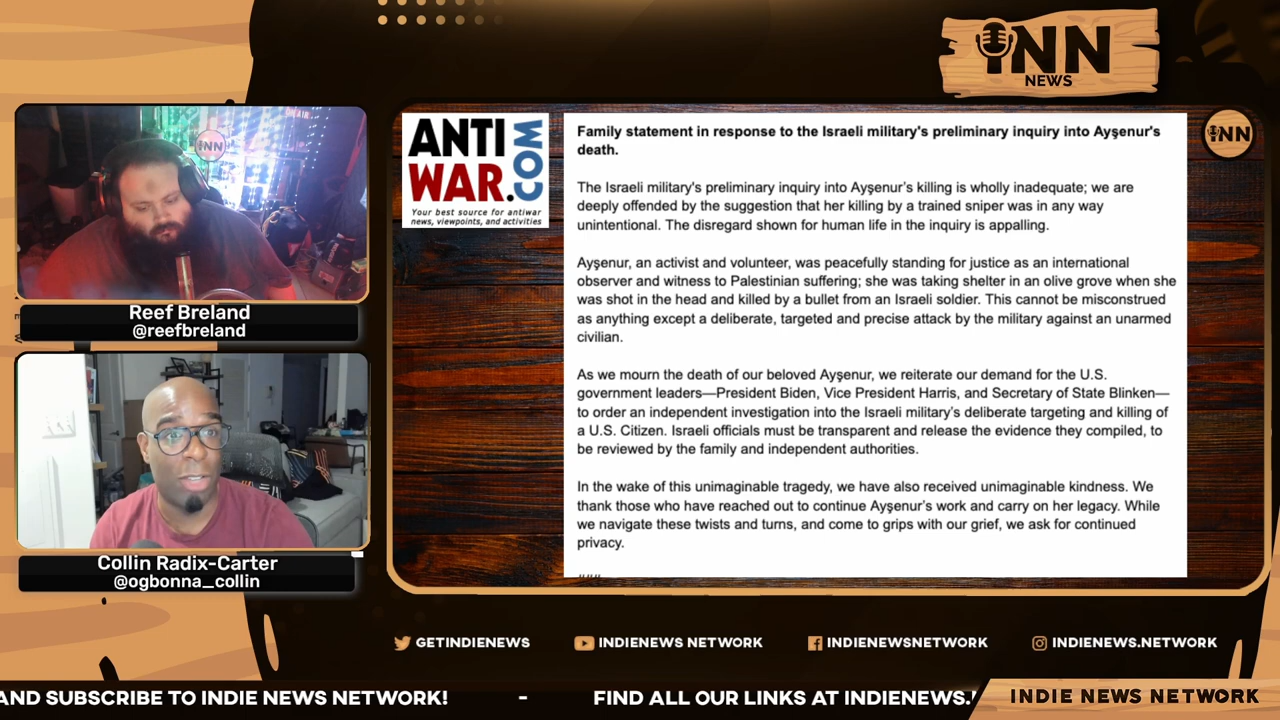 INN
NEWS
ANTI
WAR.COM
Your best source for antiwar
news, viewpoints, and activities
Family statement in response to the Israeli military's preliminary inquiry into Ayşenur's
death.
The Israeli military's preliminary inquiry into Ayşenur's killing is wholly inadequate; we are
deeply offended by the suggestion that her killing by a trained sniper was in any way
unintentional. The disregard shown for human life in the inquiry is appalling.
Ayşenur, an activist and volunteer, was peacefully standing for justice as an international
observer and witness to Palestinian suffering; she was taking shelter in an olive grove when she
was shot in the head and killed by a bullet from an Israeli soldier. This cannot be misconstrued
as anything except a deliberate, targeted and precise attack by the military against an unarmed
civilian.
As we mourn the death of our beloved Ayşenur, we reiterate our demand for the U.S.
government leaders—President Biden, Vice President Harris, and Secretary of State Blinken—
to order an independent investigation into the Israeli military's deliberate targeting and killing of
a U.S. Citizen. Israeli officials must be transparent and release the evidence they compiled, to
be reviewed by the family and independent authorities.
In the wake of this unimaginable tragedy, we have also received unimaginable kindness. We
thank those who have reached out to continue Ayşenur's work and carry on her legacy. While
we navigate these twists and turns, and come to grips with our grief, we ask for continued
privacy.
INN
INN
Reef Breland
@reefbreland
Collin Radix-Carter
@ogbonna_collin
GETINDIENEWS
INDIENEWS NETWORK
INDIENEWSNETWORK
INDIENEWS.NETWORK
AND SUBSCRIBE TO INDIE NEWS NETWORK! - FIND ALL OUR LINKS AT INDIENEWS.
INDIE NEWS NETWORK